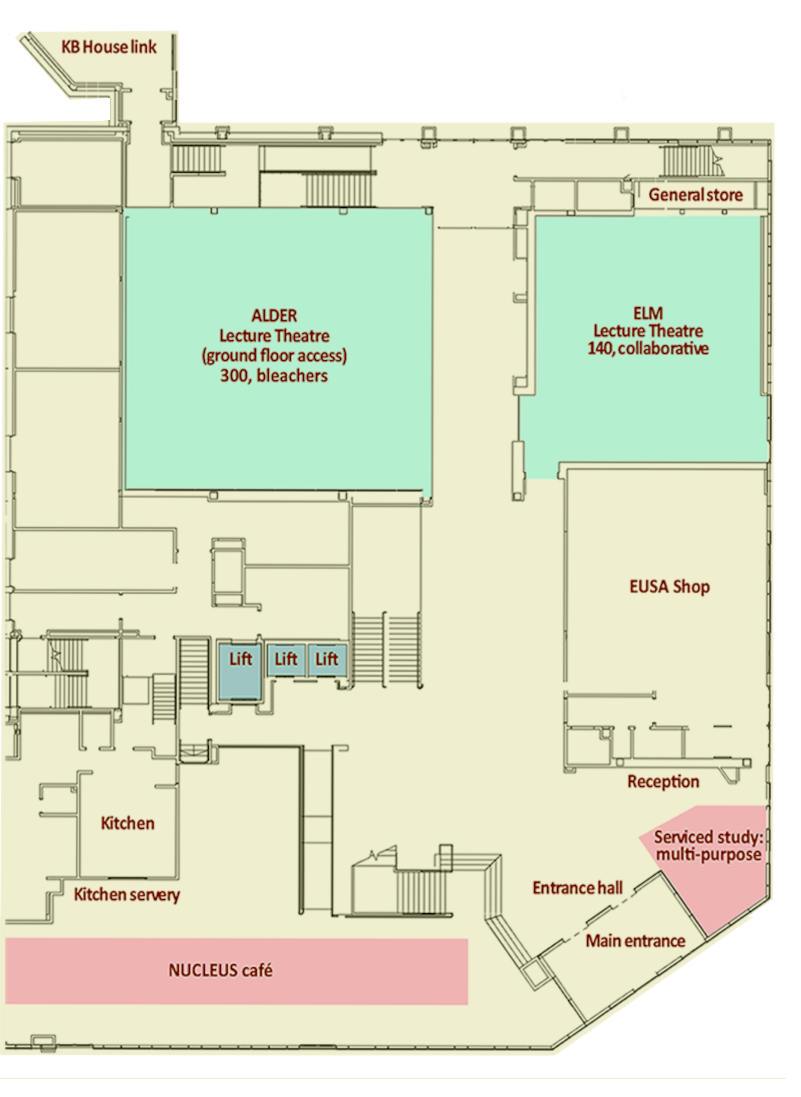 KB House link
General store
ALDER
Lecture Theatre
(ground floor access)
300, bleachers
ELM
Lecture Theatre
140, collaborative
EUSA Shop
Lift
Lift
Lift
Reception
Kitchen
Serviced study:
multi-purpose
Kitchen servery
Entrance hall
Main entrance
NUCLEUS café